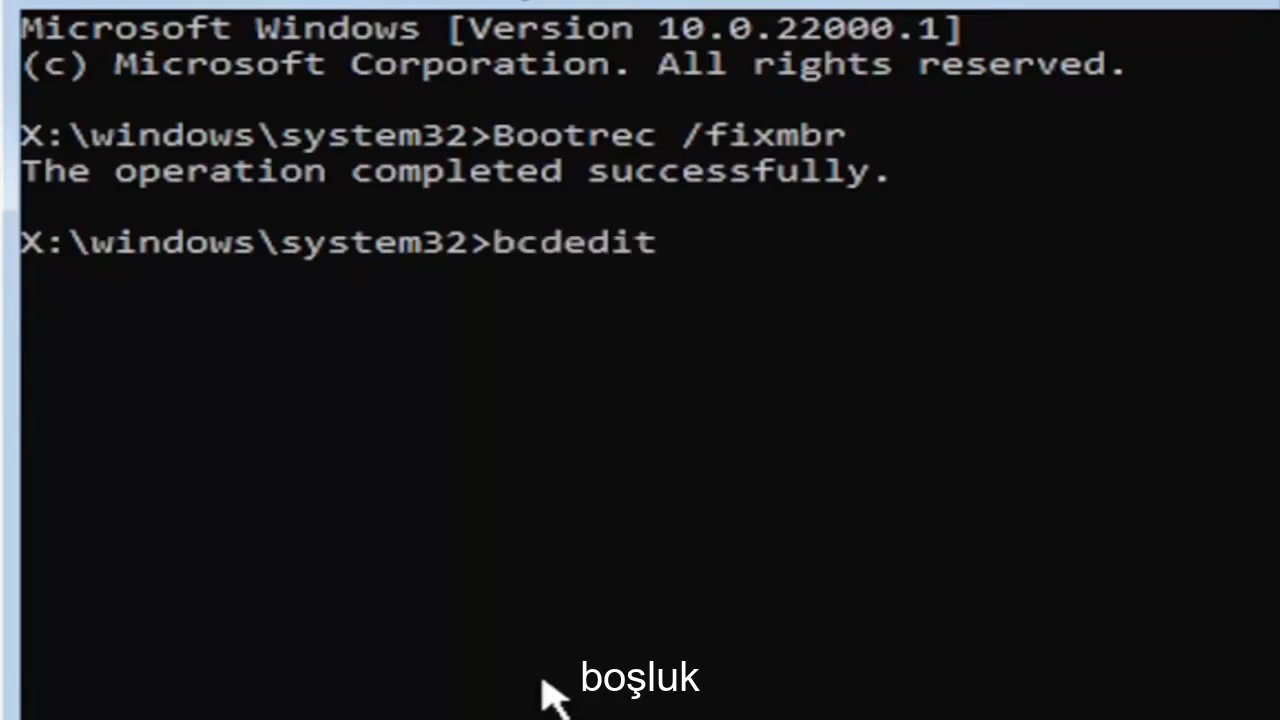 Microsoft Windows [Version 10.0.22000.1]
(c) Microsoft Corporation. All rights reserved.
X:\windows\system32>Bootrec /fixmbr
The operation completed successfully.
X:\windows\system32>bcdedit
boşluk